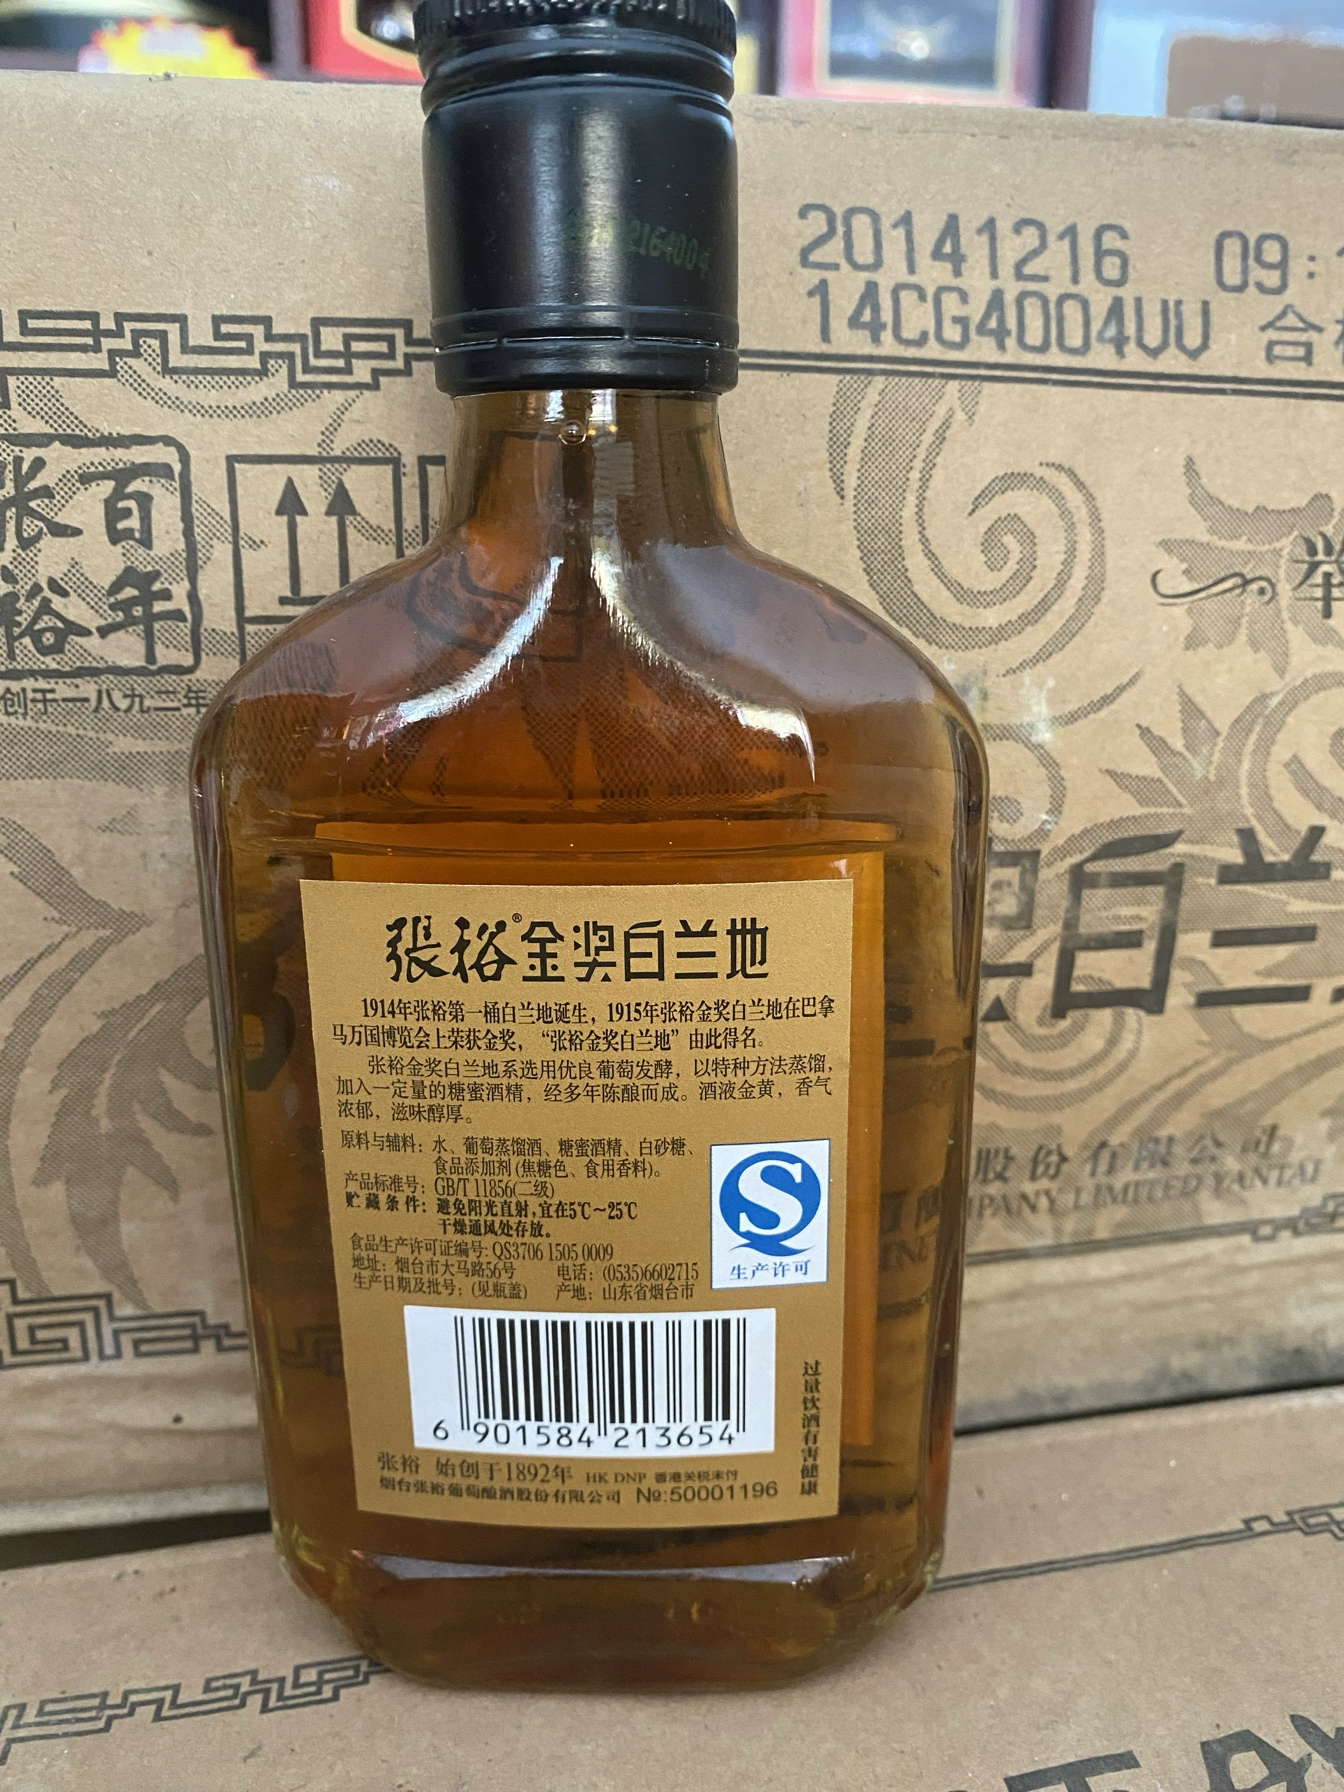 20141216 09:
14CG4004VV 合
2164004
张百
裕年
创于一八九二年
举
白兰
股份有限公司
MPANY LIMITED YANTAI
張裕®金奖白兰地
1914年张裕第一桶白兰地诞生，1915年张裕金奖白兰地在巴拿
马万国博览会上荣获金奖，“张裕金奖白兰地”由此得名。
张裕金奖白兰地系选用优良葡萄发酵，以特种方法蒸馏，
加入一定量的糖蜜酒精，经多年陈酿而成。酒液金黄，香气
浓郁，滋味醇厚。
原料与辅料：水、葡萄蒸馏酒、糖蜜酒精、白砂糖、
食品添加剂(焦糖色、食用香料)。
产品标准号：GB/T 11856(二级)
贮藏条件：避免阳光直射,宜在5℃～25℃
干燥通风处存放。
食品生产许可证编号: QS3706 1505 0009
地址：烟台市大马路56号 电话：(0535)6602715
生产日期及批号：(见瓶盖) 产地：山东省烟台市
生产许可
6 901584 213654
过量饮酒有害健康
张裕 始创于1892年 HK DNP 香港关税未付
烟台张裕葡萄酿酒股份有限公司 №:50001196